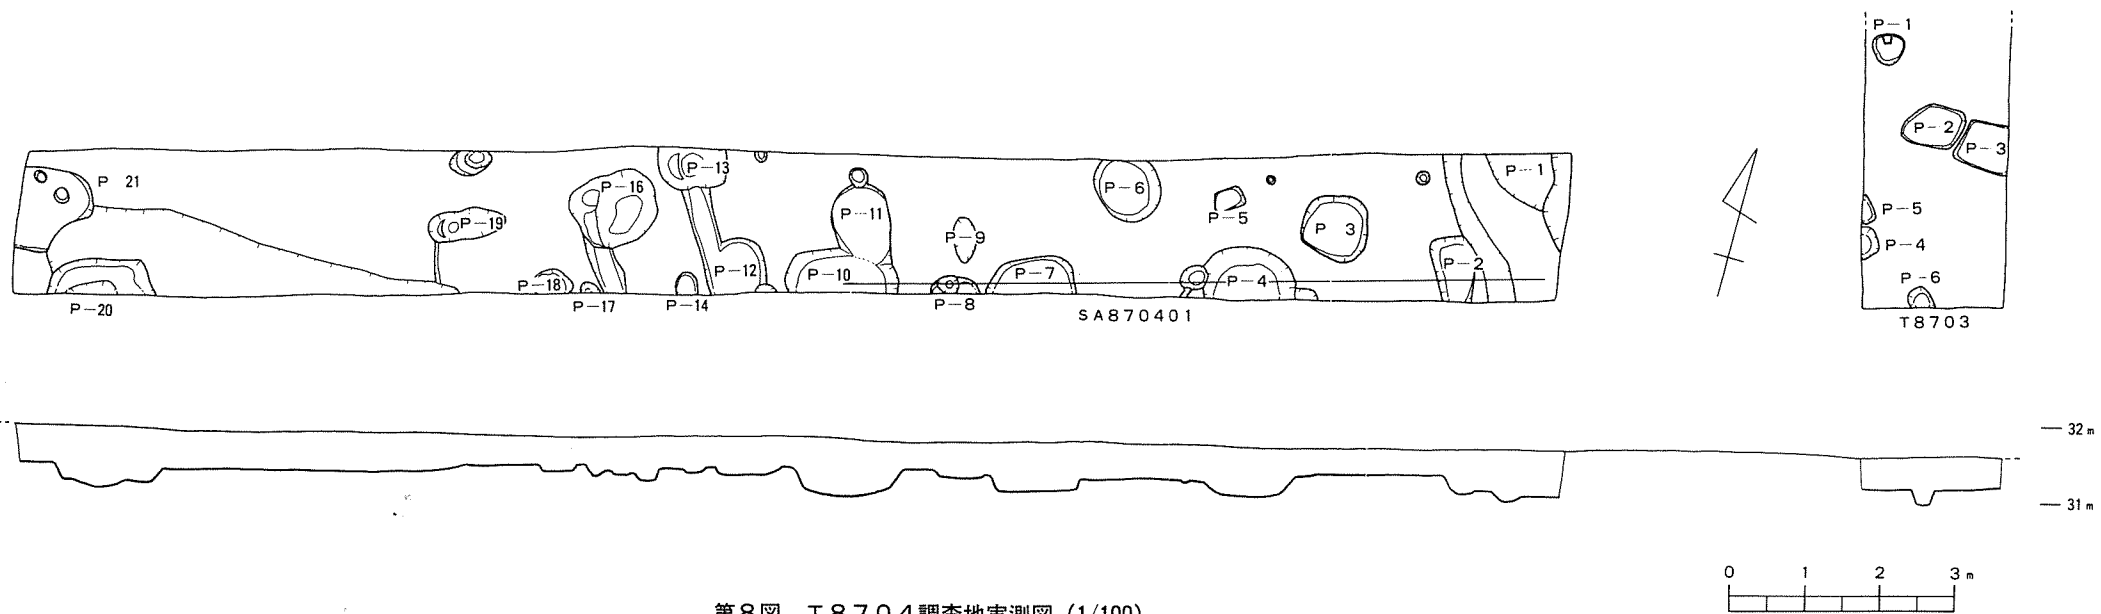 P-1
P-2
P-3
P-5
P-4
P-6
T8703
P 21
P-20
P-19
P-18
P-17
P-16
P-14
P-13
P-12
P-11
P-10
P-9
P-8
P-7
P-6
P-5
P-4
P 3
P-2
P-1
SA870401
32m
31m
0 1 2 3m
第8図 T8704調査地実測図 (1/100)